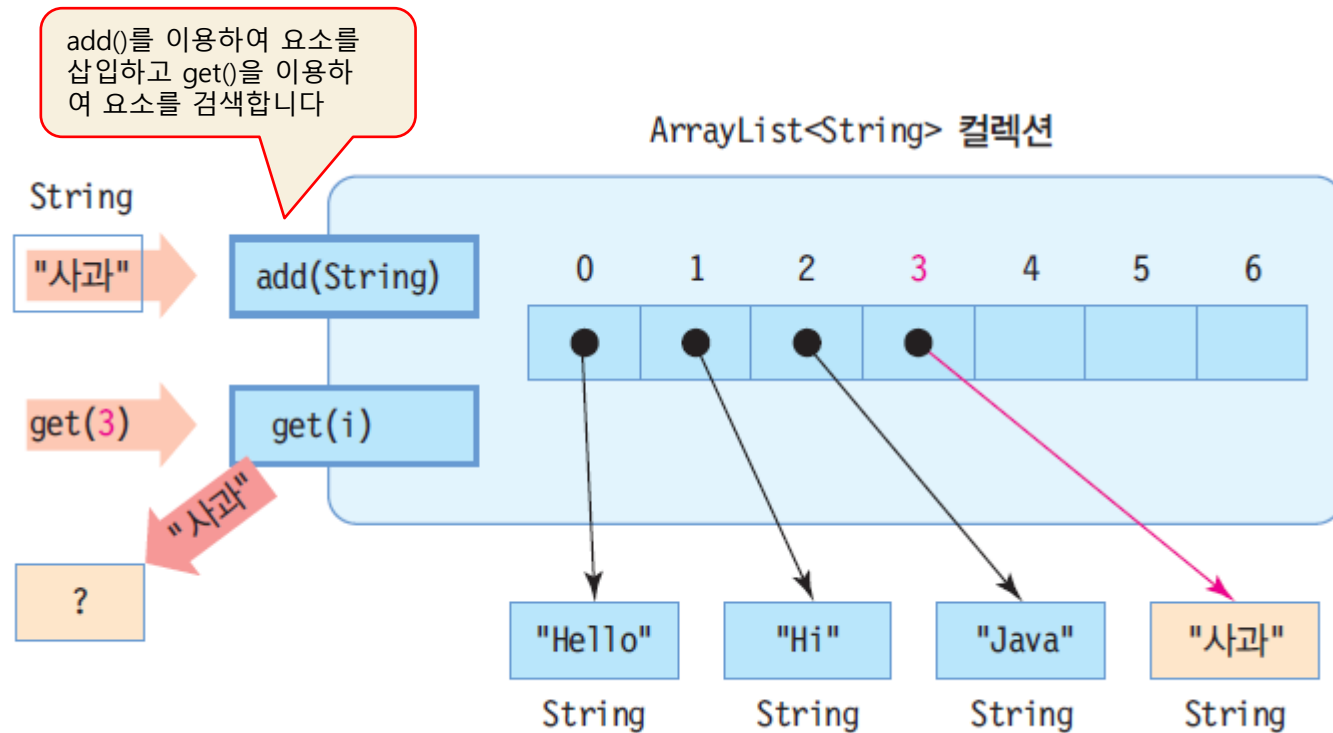 add()를 이용하여 요소를
삽입하고 get()을 이용하
여 요소를 검색합니다
ArrayList<String> 컬렉션
String
"사과"
add(String)
0 1 2 3 4 5 6
get(3)
get(i)
"사과"
?
"Hello" "Hi" "Java" "사과"
String String String String